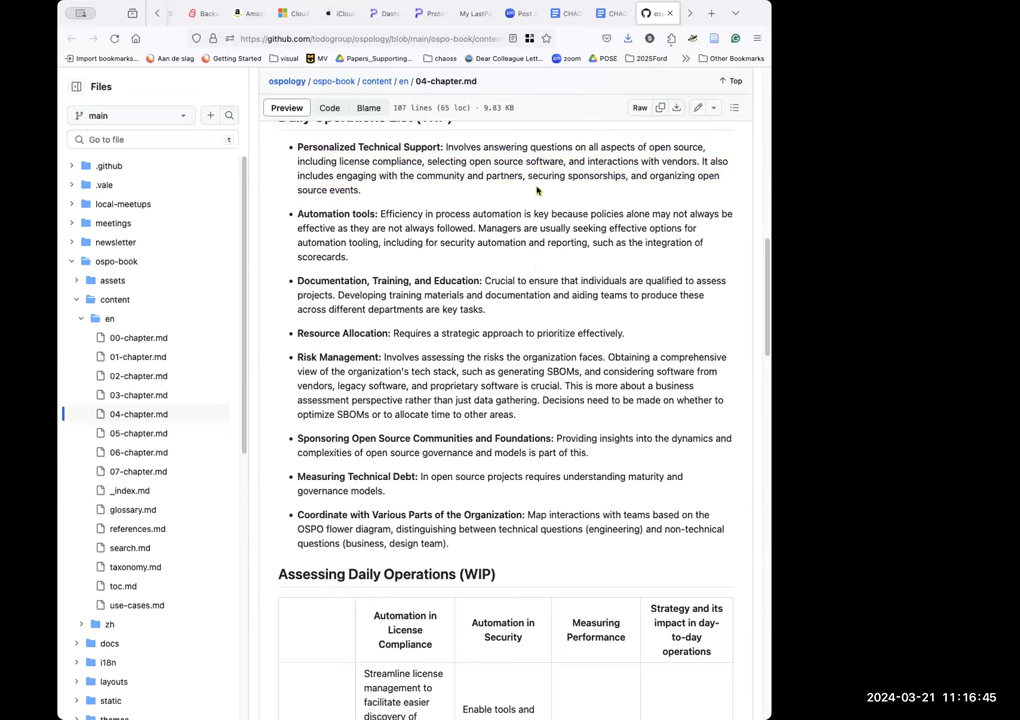 Backs
Amaz
Cloud
iClou
Dash
Proto
My LastPa
Post A
CHAO
CHAO
osp
https://github.com/todogroup/ospology/blob/main/ospo-book/conten
Import bookmarks...
Aan de slag
Getting Started
visual
MV
Papers_Supporting...
chaoss
Dear Colleague Letter...
zoom
POSE
2025Ford
Other Bookmarks
Files
ospology / ospo-book / content / en / 04-chapter.md
Top
main
Preview
Code
Blame
107 lines (65 loc) · 9.83 KB
Raw
Go to file
t
Daily Operations List (WIP)
.github
.vale
local-meetups
meetings
newsletter
ospo-book
assets
content
en
00-chapter.md
01-chapter.md
02-chapter.md
03-chapter.md
04-chapter.md
05-chapter.md
06-chapter.md
07-chapter.md
_index.md
glossary.md
references.md
search.md
taxonomy.md
toc.md
use-cases.md
zh
docs
i18n
layouts
static
themes
• Personalized Technical Support: Involves answering questions on all aspects of open source,
including license compliance, selecting open source software, and interactions with vendors. It also
includes engaging with the community and partners, securing sponsorships, and organizing open
source events.
• Automation tools: Efficiency in process automation is key because policies alone may not always be
effective as they are not always followed. Managers are usually seeking effective options for
automation tooling, including for security automation and reporting, such as the integration of
scorecards.
• Documentation, Training, and Education: Crucial to ensure that individuals are qualified to assess
projects. Developing training materials and documentation and aiding teams to produce these
across different departments are key tasks.
• Resource Allocation: Requires a strategic approach to prioritize effectively.
• Risk Management: Involves assessing the risks the organization faces. Obtaining a comprehensive
view of the organization's tech stack, such as generating SBOMs, and considering software from
vendors, legacy software, and proprietary software is crucial. This is more about a business
assessment perspective rather than just data gathering. Decisions need to be made on whether to
optimize SBOMs or to allocate time to other areas.
• Sponsoring Open Source Communities and Foundations: Providing insights into the dynamics and
complexities of open source governance and models is part of this.
• Measuring Technical Debt: In open source projects requires understanding maturity and
governance models.
• Coordinate with Various Parts of the Organization: Map interactions with teams based on the
OSPO flower diagram, distinguishing between technical questions (engineering) and non-technical
questions (business, design team).
Assessing Daily Operations (WIP)
Automation in
License
Compliance
Automation in
Security
Measuring
Performance
Strategy and its
impact in day-
to-day
operations
Streamline license
management to
facilitate easier
discovery of
Enable tools and
2024-03-21 11:16:45